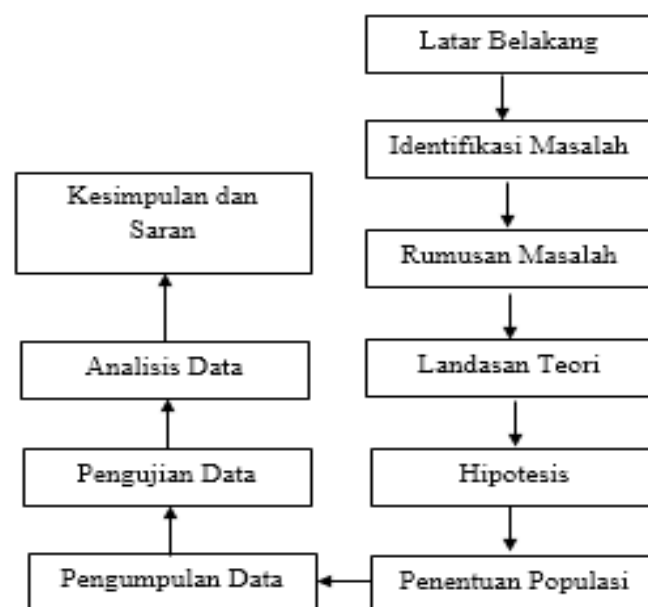 Latar Belakang
Identifikasi Masalah
Rumusan Masalah
Landasan Teori
Hipotesis
Penentuan Populasi
Pengumpulan Data
Pengujian Data
Analisis Data
Kesimpulan dan
Saran